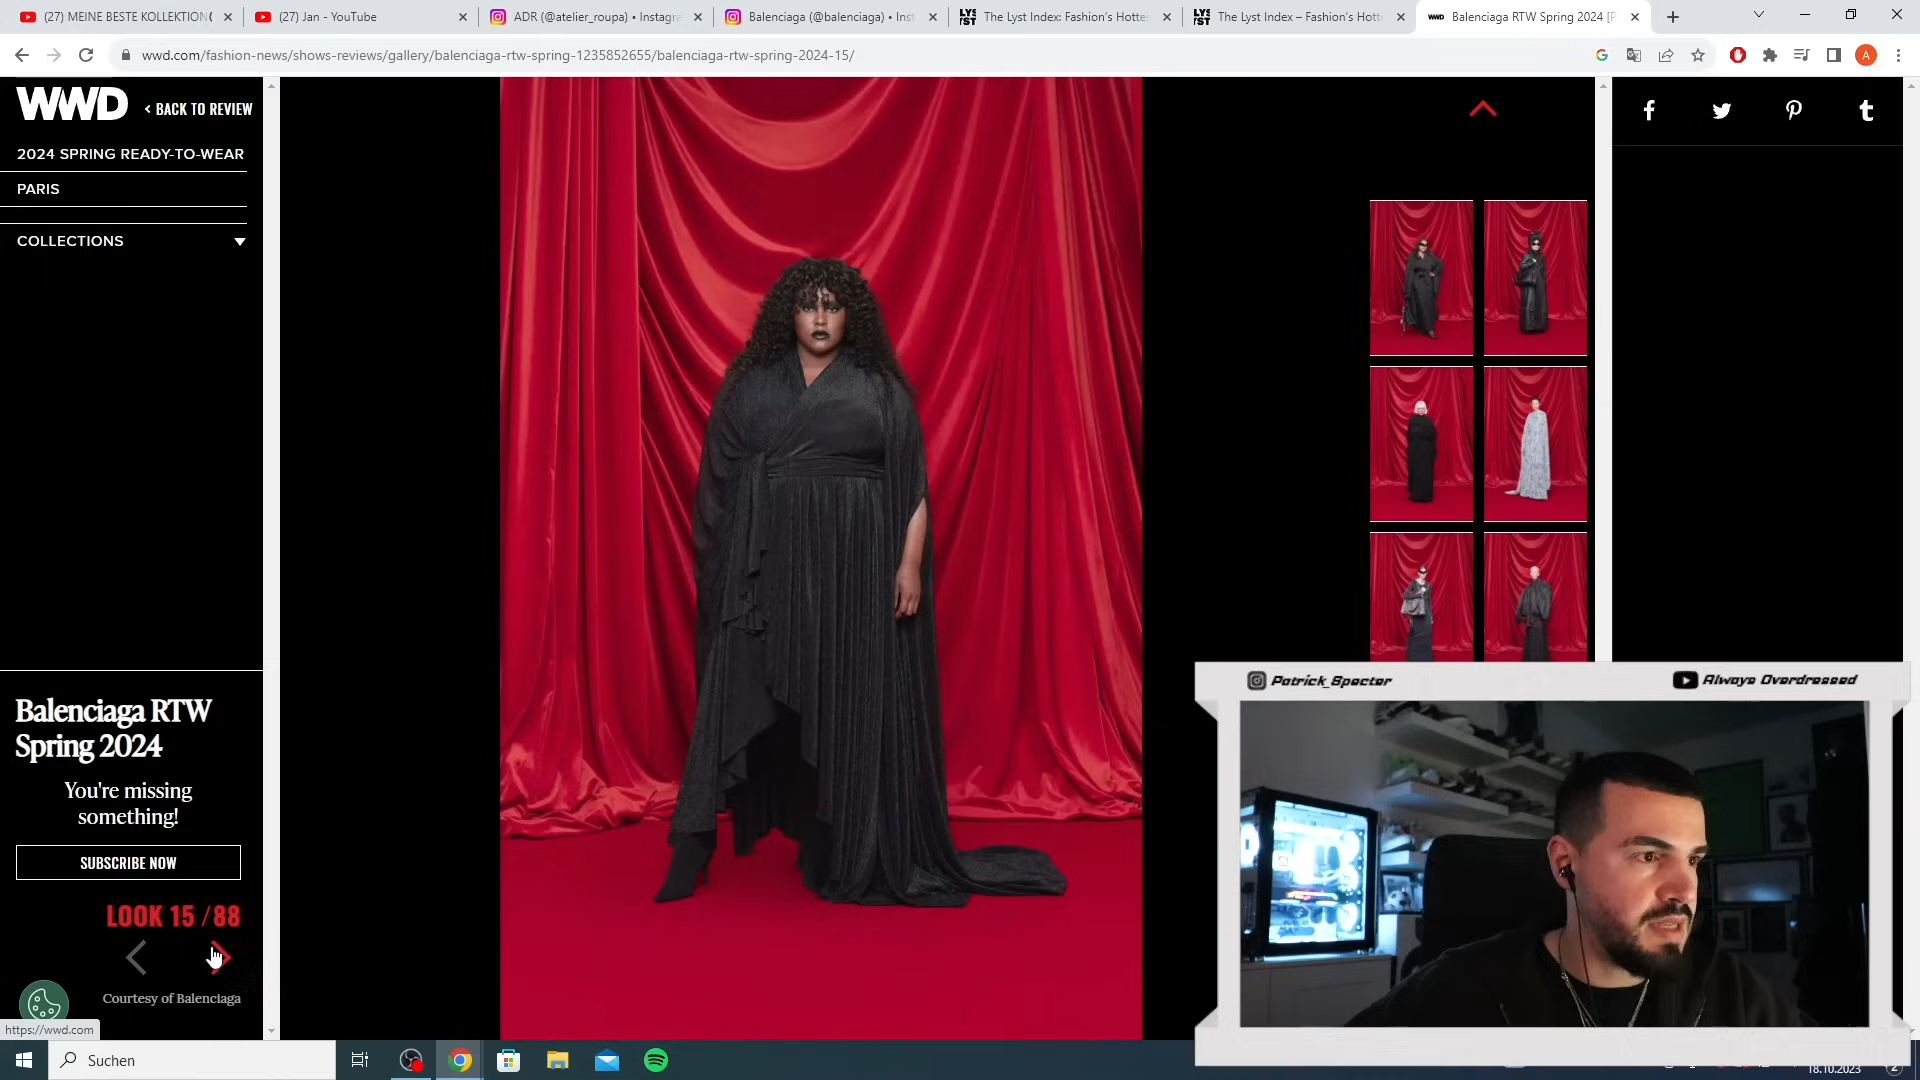 (27) MEINE BESTE KOLLEKTION
(27) Jan - YouTube
ADR (@atelier_roupa) • Instagra
Balenciaga (@balenciaga) • Inst
The Lyst Index: Fashion's Hottes
The Lyst Index – Fashion's Hott
Balenciaga RTW Spring 2024 [P
wwd.com/fashion-news/shows-reviews/gallery/balenciaga-rtw-spring-1235852655/balenciaga-rtw-spring-2024-15/
A
WWD
BACK TO REVIEW
2024 SPRING READY-TO-WEAR
PARIS
COLLECTIONS
Patrick_Specter
Always Overdressed
Balenciaga RTW
Spring 2024
You're missing
something!
SUBSCRIBE NOW
LOOK 15 /88
Courtesy of Balenciaga
https://wwd.com
Suchen
18.10.2023
2